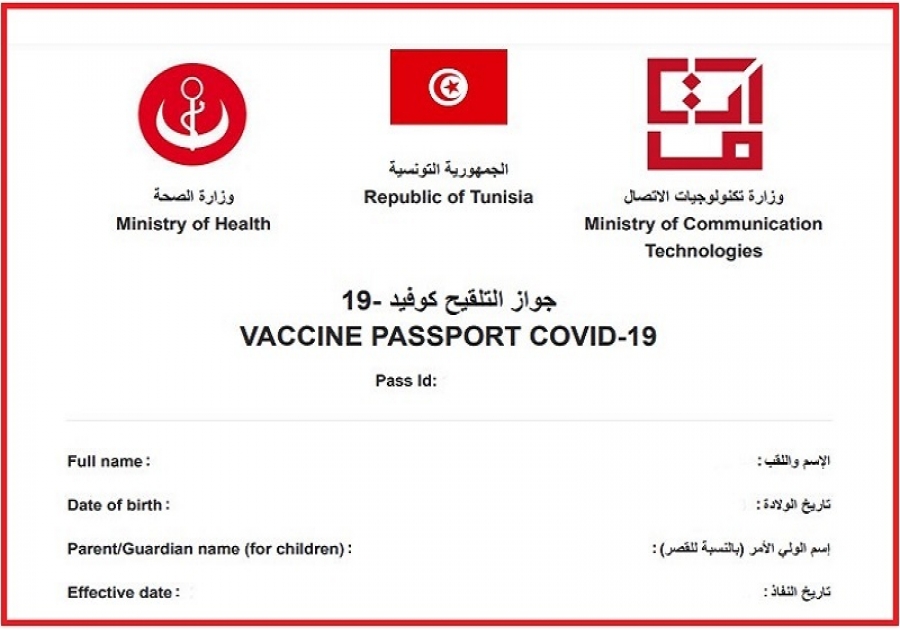 الجمهورية التونسية
Republic of Tunisia
وزارة الصحة
Ministry of Health
وزارة تكنولوجيات الاتصال
Ministry of Communication
Technologies
جواز التلقيح كوفيد -19
VACCINE PASSPORT COVID-19
Pass Id:
Full name : الإسم واللقب :
Date of birth : تاريخ الولادة :
Parent/Guardian name (for children) : إسم الولي الأمر (بالنسبة للقصر) :
Effective date : تاريخ النفاذ :